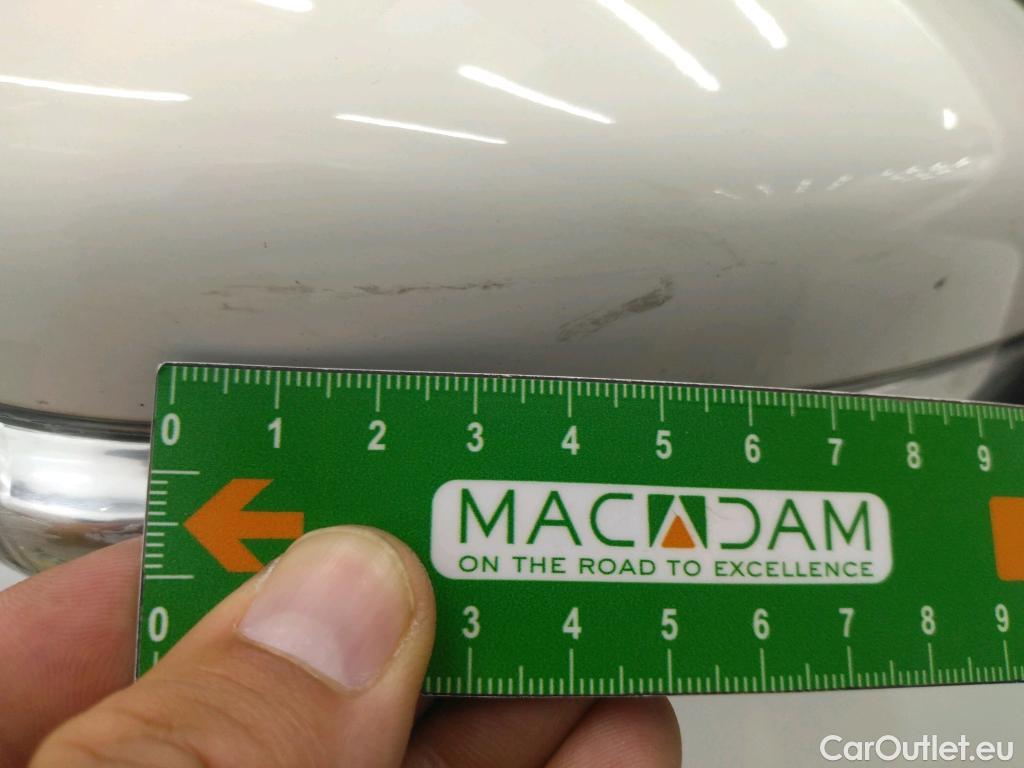 0 1 2 3 4 5 6 7 8 9
MACADAM
ON THE ROAD TO EXCELLENCE
0 3 4 5 6 7 8 9
CarOutlet.eu